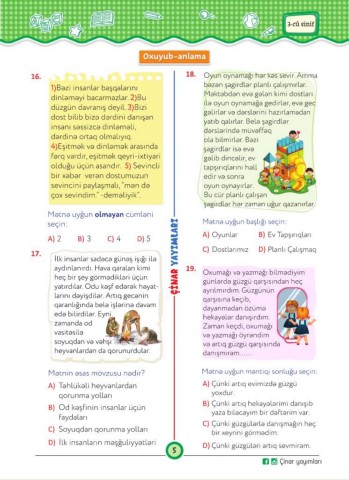 3-cü sinif
Oxuyub-anlama
16.
1)Bəzi insanlar başqalarını
dinləməyi bacarmazlar. 2)Bu
düzgün davranış deyil. 3)Bizi
dost bilib bizə dərdini danışan
insanı səssizcə dinləməli,
dərdinə ortaq olmalıyıq.
4)Eşitmək və dinləmək arasında
fərq vardır, eşitmək qeyri-ixtiyari
olduğu üçün asandır. 5) Sevincli
bir xəbər verən dostumuzun
sevincini paylaşmalı, "mən də
çox sevindim." -deməliyik".
Mətnə uyğun olmayan cümləni
seçin:
A) 2 B) 3 C) 4 D) 5
17.
İlk insanlar sadəcə günəş işığı ilə
aydınlanırdı. Hava qaralan kimi
heç bir şey görmədikləri üçün
yatırdılar. Odu kəşf edərək həyat-
larını dəyişdilər. Artıq gecənin
qaranlığında belə işlərinə davam
edə bilirdilər. Eyni
zamanda od
vasitəsilə
soyuqdan və vəhşi
heyvanlardan da qorunurdular.
Mətnin əsas mövzusu nədir?
A) Təhlükəli heyvanlardan
qorunma yolları
B) Od kəşfinin insanlar üçün
faydaları
C) Soyuqdan qorunma yolları
D) İlk insanların məşğuliyyətləri
ÇİNAR YAYIMLARI
18.
Oyun oynamağı hər kəs sevir. Amma
bəzən şagirdlər planlı çalışmırlar.
Məktəbdən evə gələn kimi dostları
ilə oyun oynamağa gedirlər, evə gec
gəlirlər və dərslərini hazırlamadan
yatıb qalırlar. Belə şagirdlər
dərslərində müvəffəq
ola bilmirlər. Bəzi
şagirdlər isə evə
gəlib dincəlir, ev
tapşırıqlarını həll
edir və sonra
oyun oynayırlar.
Bu cür planlı çalışan
şagirdlər hər zaman uğur qazanırlar.
Mətnə uyğun başlığı seçin:
A) Oyunlar B) Ev Tapşırıqları
C) Dostlarımız D) Planlı Çalışmaq
19.
Oxumağı və yazmağı bilmədiyim
günlərdə güzgü qarşısından heç
ayrılmırdım. Güzgünün
qarşısına keçib,
dayanmadan özümə
hekayələr danışırdım.
Zaman keçdi, oxumağı
və yazmağı öyrəndim
və artıq güzgü qarşısında
danışmıram.......
Mətnə uyğun məntiqi sonluğu seçin:
A) Çünki artıq evimizdə güzgü
yoxdur.
B) Çünki artıq hekayələrimi danışıb
yaza biləcəyim bir dəftərim var.
C) Çünki güzgülərlə danışmağın heç
bir xeyrini görmədim.
D) Çünki güzgüləri artıq sevmirəm.
5
Çinar yayımları